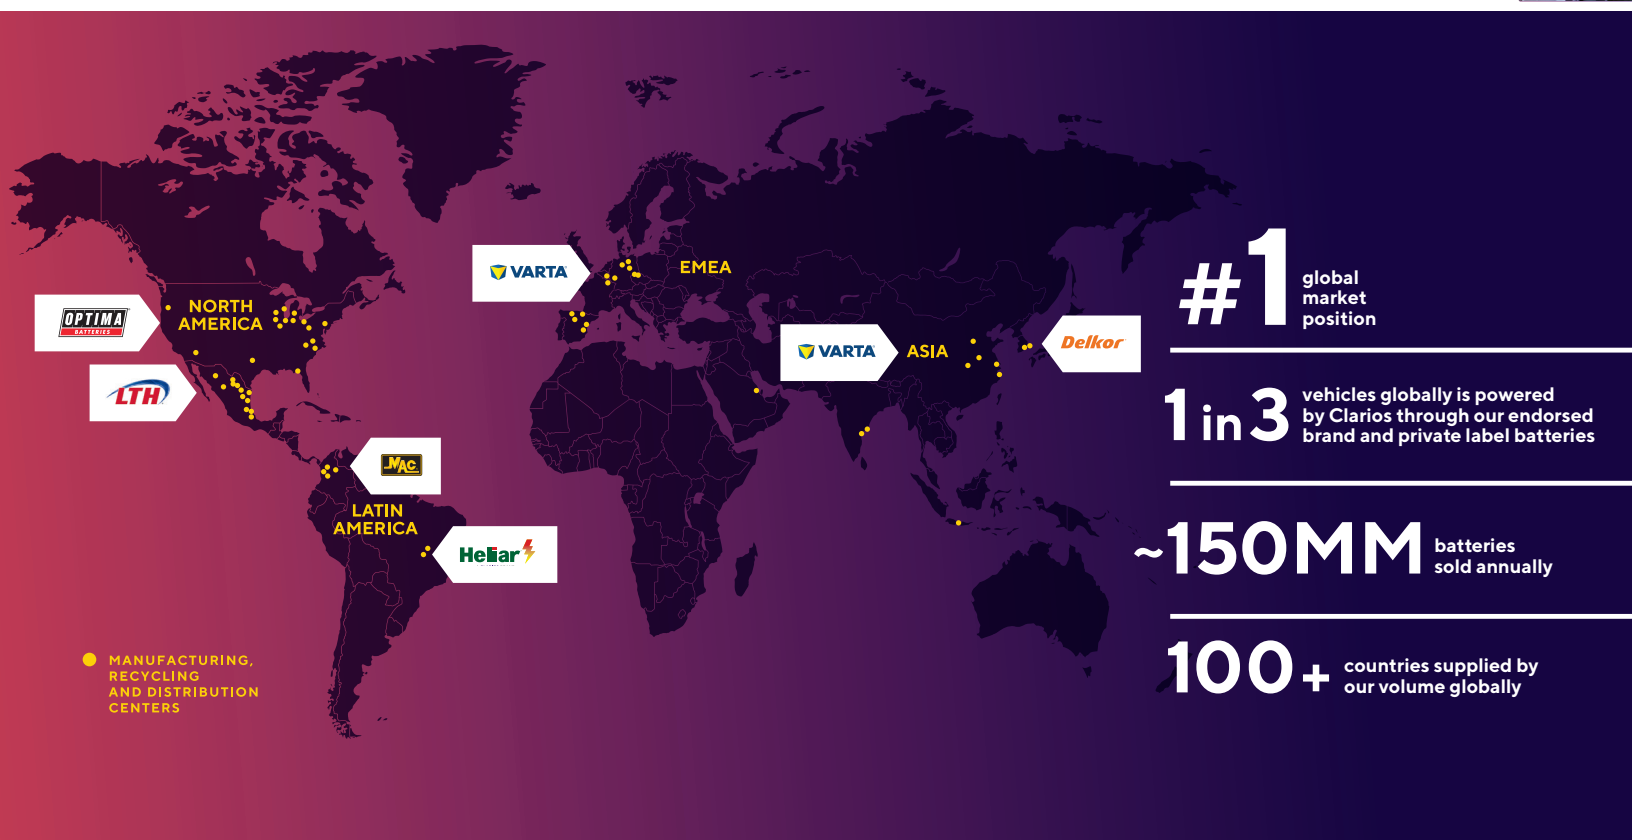 OPTIMA
BATTERIES
LTH
NORTH
AMERICA
VARTA
EMEA
VARTA
ASIA
Delkor
MAC
LATIN
AMERICA
Heliar
MANUFACTURING,
RECYCLING
AND DISTRIBUTION
CENTERS
#1 global
market
position
1 in 3 vehicles globally is powered
by Clarios through our endorsed
brand and private label batteries
~150MM batteries
sold annually
100+ countries supplied by
our volume globally